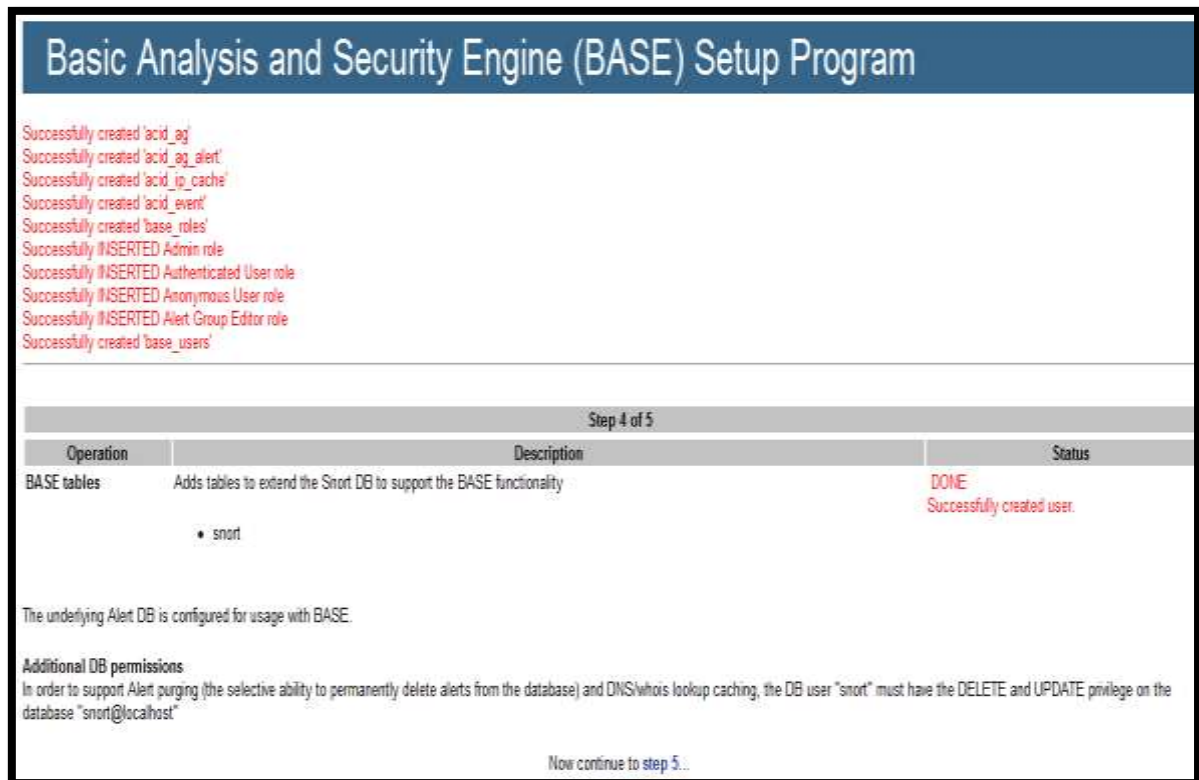 Basic Analysis and Security Engine (BASE) Setup Program
Successfully created 'acid_ag'
Successfully created 'acid_ag_alert'
Successfully created 'acid_ip_cache'
Successfully created 'acid_event'
Successfully created 'base_roles'
Successfully INSERTED Admin role
Successfully INSERTED Authenticated User role
Successfully INSERTED Anonymous User role
Successfully INSERTED Alert Group Editor role
Successfully created 'base_users'
Step 4 of 5
Operation Description Status
BASE tables Adds tables to extend the Snort DB to support the BASE functionality DONE
Successfully created user.
• snort
The underlying Alert DB is configured for usage with BASE.
Additional DB permissions
In order to support Alert purging (the selective ability to permanently delete alerts from the database) and DNS/whois lookup caching, the DB user "snort" must have the DELETE and UPDATE privilege on the
database "snort@localhost"
Now continue to step 5...